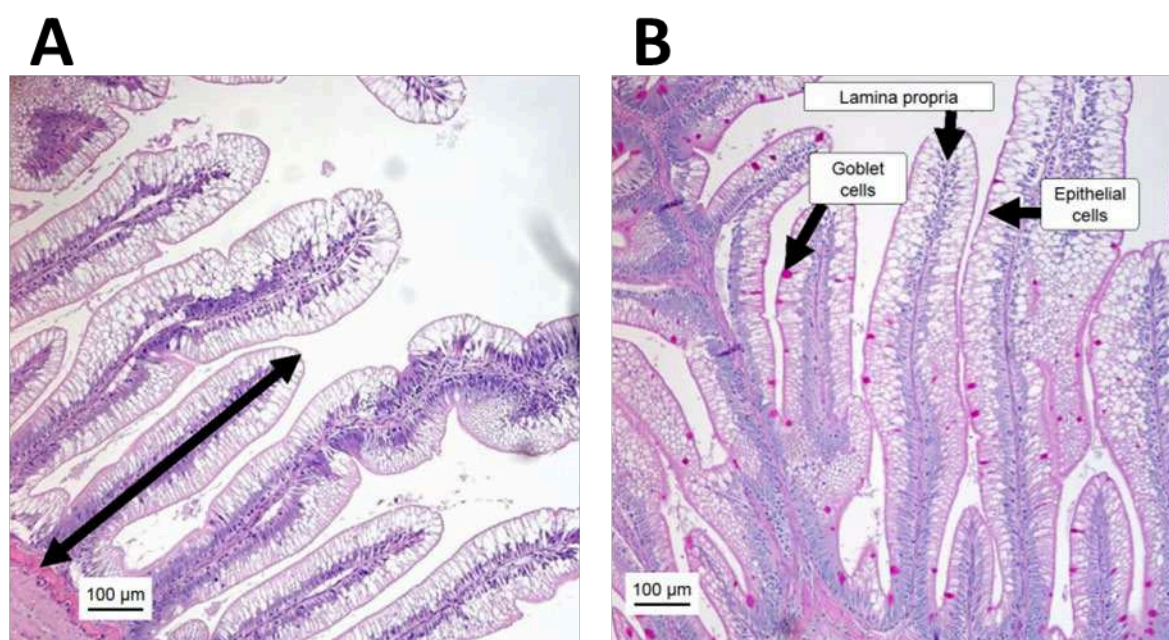 A
B
Lamina propria
Goblet
cells
Epithelial
cells
100 µm
100 µm